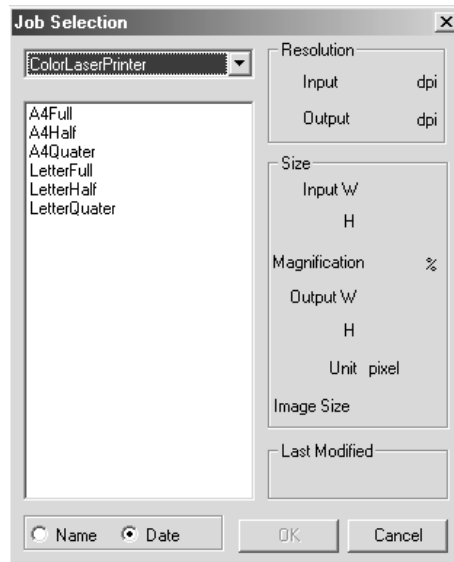 Job Selection
ColorLaserPrinter
A4Full
A4Half
A4Quater
LetterFull
LetterHalf
LetterQuater
Resolution
Input dpi
Output dpi
Size
Input W
H
Magnification %
Output W
H
Unit pixel
Image Size
Last Modified
Name Date
OK Cancel